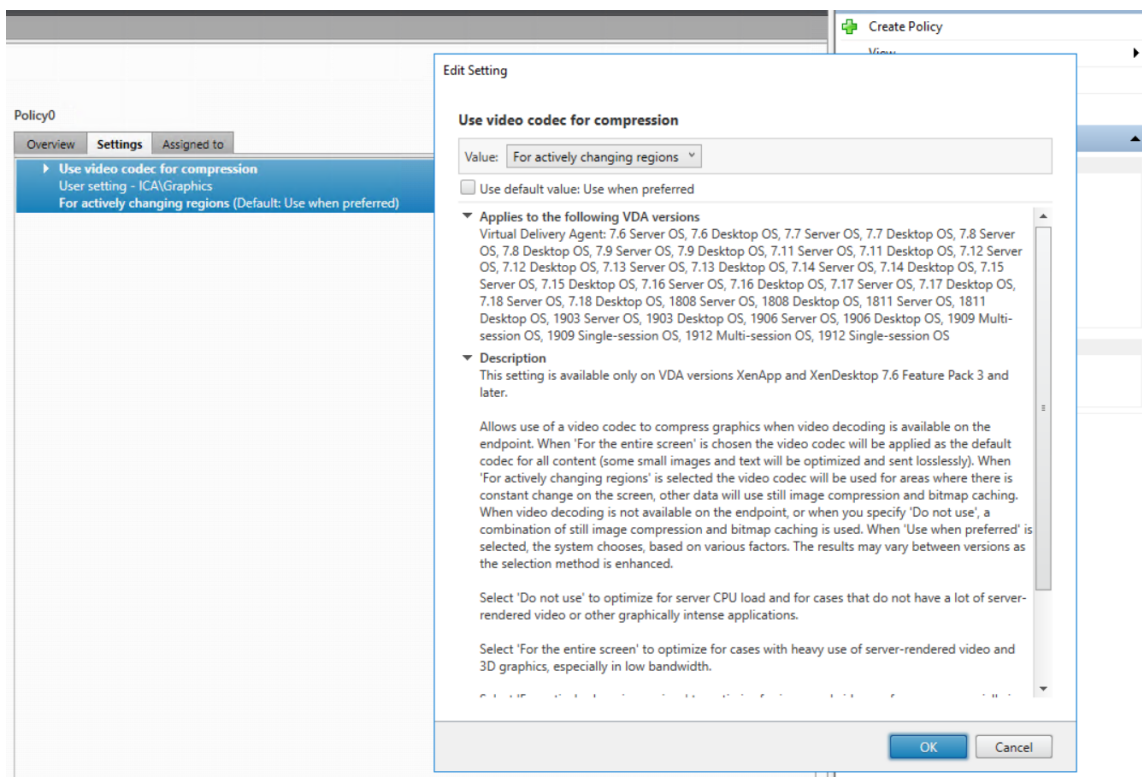 Create Policy
View
Edit Setting
Policy0
Use video codec for compression
Overview Settings Assigned to
Value: For actively changing regions
Use video codec for compression
User setting - ICA\Graphics
For actively changing regions (Default: Use when preferred)
Use default value: Use when preferred
Applies to the following VDA versions
Virtual Delivery Agent: 7.6 Server OS, 7.6 Desktop OS, 7.7 Server OS, 7.7 Desktop OS, 7.8 Server
OS, 7.8 Desktop OS, 7.9 Server OS, 7.9 Desktop OS, 7.11 Server OS, 7.11 Desktop OS, 7.12 Server
OS, 7.12 Desktop OS, 7.13 Server OS, 7.13 Desktop OS, 7.14 Server OS, 7.14 Desktop OS, 7.15
Server OS, 7.15 Desktop OS, 7.16 Server OS, 7.16 Desktop OS, 7.17 Server OS, 7.17 Desktop OS,
7.18 Server OS, 7.18 Desktop OS, 1808 Server OS, 1808 Desktop OS, 1811 Server OS, 1811
Desktop OS, 1903 Server OS, 1903 Desktop OS, 1906 Server OS, 1906 Desktop OS, 1909 Multi-
session OS, 1909 Single-session OS, 1912 Multi-session OS, 1912 Single-session OS
Description
This setting is available only on VDA versions XenApp and XenDesktop 7.6 Feature Pack 3 and
later.
Allows use of a video codec to compress graphics when video decoding is available on the
endpoint. When 'For the entire screen' is chosen the video codec will be applied as the default
codec for all content (some small images and text will be optimized and sent losslessly). When
'For actively changing regions' is selected the video codec will be used for areas where there is
constant change on the screen, other data will use still image compression and bitmap caching.
When video decoding is not available on the endpoint, or when you specify 'Do not use', a
combination of still image compression and bitmap caching is used. When 'Use when preferred' is
selected, the system chooses, based on various factors. The results may vary between versions as
the selection method is enhanced.
Select 'Do not use' to optimize for server CPU load and for cases that do not have a lot of server-
rendered video or other graphically intense applications.
Select 'For the entire screen' to optimize for cases with heavy use of server-rendered video and
3D graphics, especially in low bandwidth.
OK Cancel